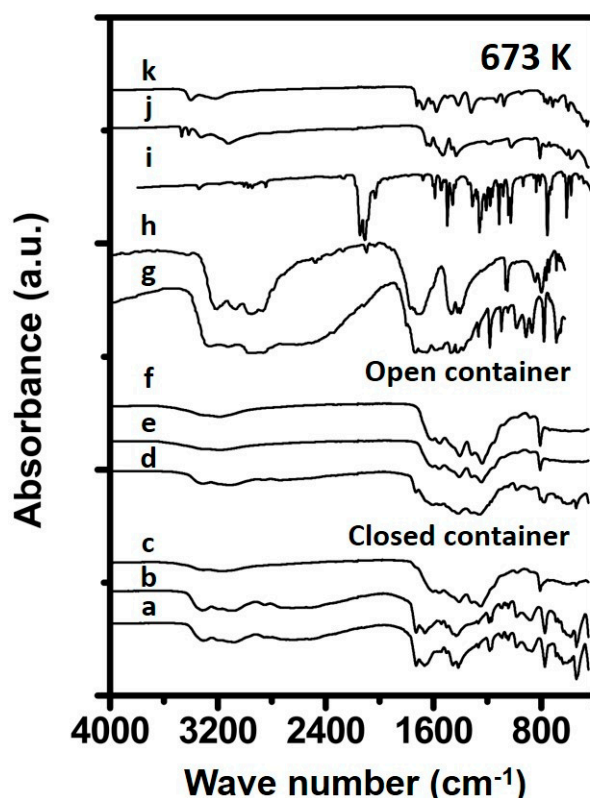 673 K
k
j
i
h
g
Open container
f
e
d
Closed container
c
b
a
Absorbance (a.u.)
4000 3200 2400 1600 800
Wave number (cm-1)